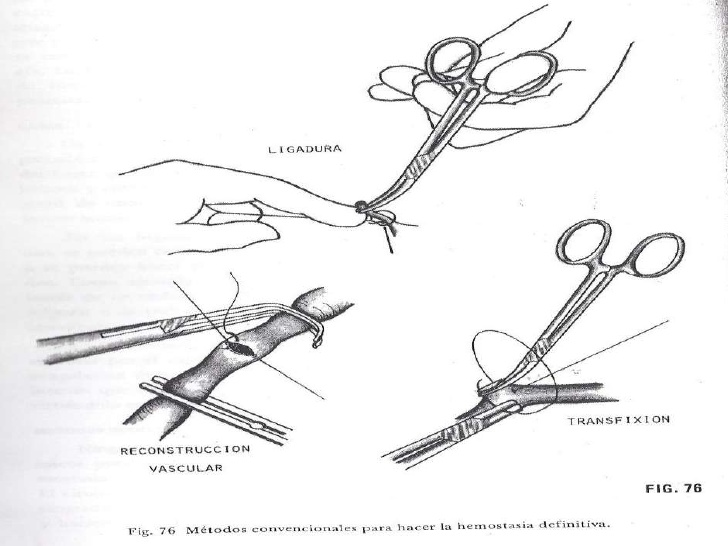 LIGADURA
RECONSTRUCCION
VASCULAR
TRANSFIXION
FIG. 76
Fig. 76 Métodos convencionales para hacer la hemostasia definitiva.